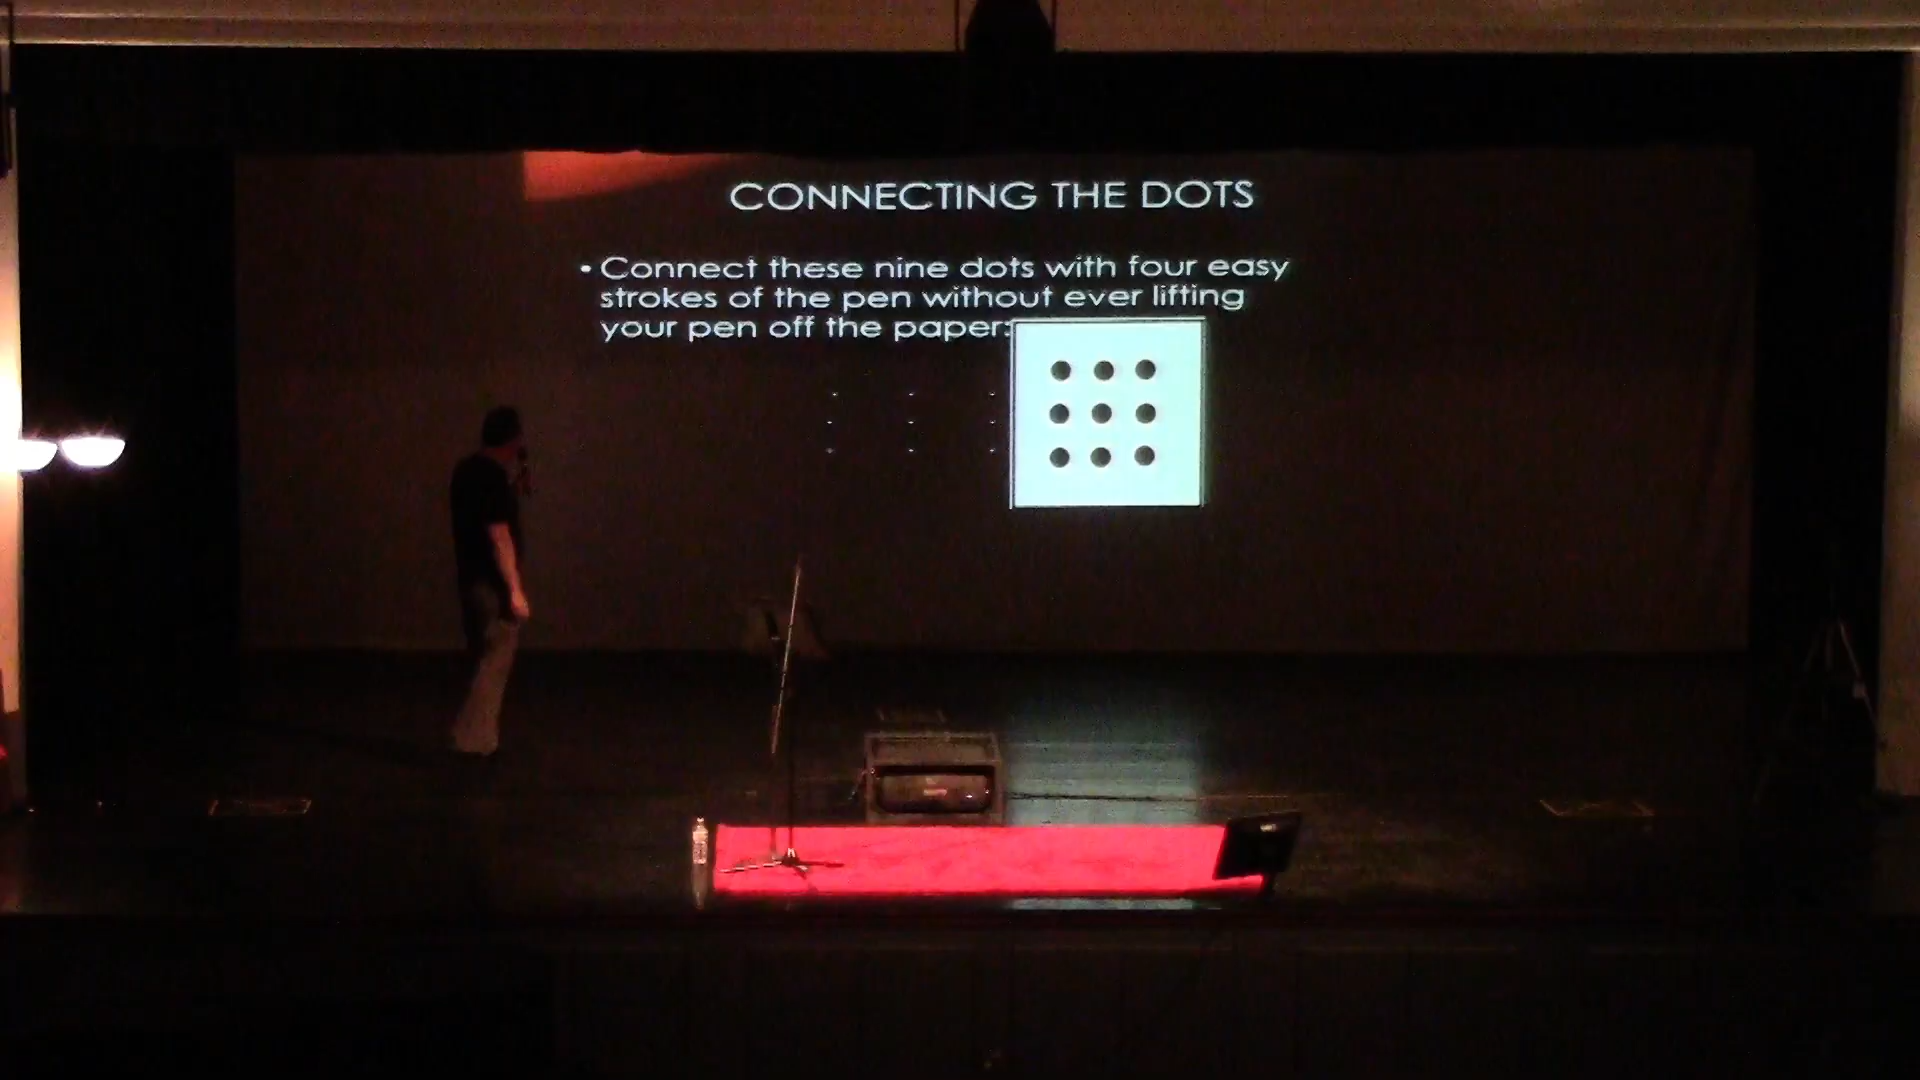 CONNECTING THE DOTS
• Connect these nine dots with four easy
strokes of the pen without ever lifting
your pen off the paper: